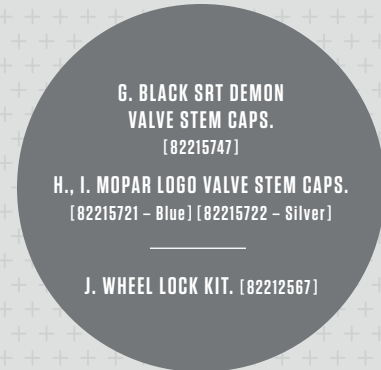 G. BLACK SRT DEMON
VALVE STEM CAPS.
[82215747]
H., I. MOPAR LOGO VALVE STEM CAPS.
[82215721 – Blue] [82215722 – Silver]
J. WHEEL LOCK KIT. [82212567]